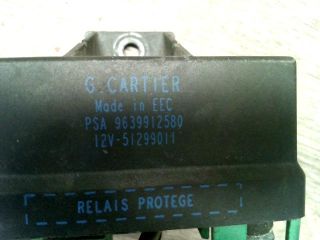 G. CARTIER
Made in EEC
PSA 9639912580
12V-51299011
RELAIS PROTEGE